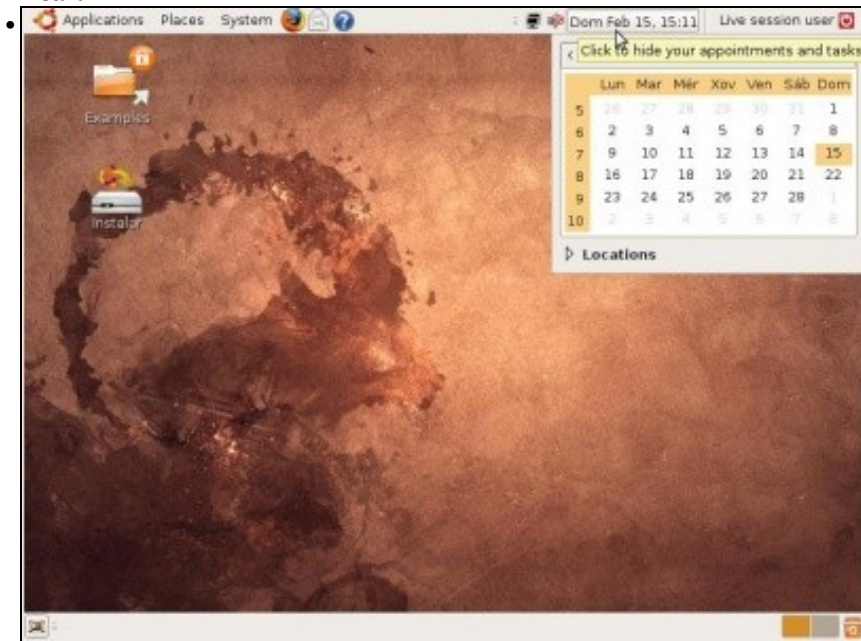 Applications Places System Dom Feb 15, 15:11 Live session user
Click to hide your appointments and tasks
Examples
Lun Mar Mér Xov Ven Sáb Dom
5 26 27 28 29 30 31 1
6 2 3 4 5 6 7 8
7 9 10 11 12 13 14 15
8 16 17 18 19 20 21 22
9 23 24 25 26 27 28 1
10 2 3 4 5 6 7 8
Instalar
Locations